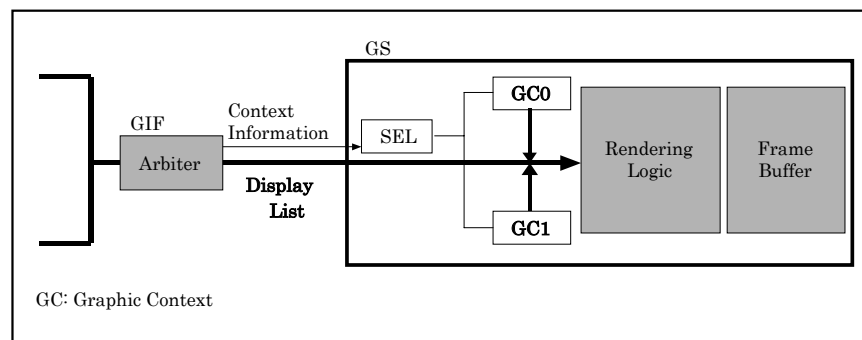 GS
GIF
Arbiter
Context
Information
SEL
Display
List
GC0
GC1
Rendering
Logic
Frame
Buffer
GC: Graphic Context